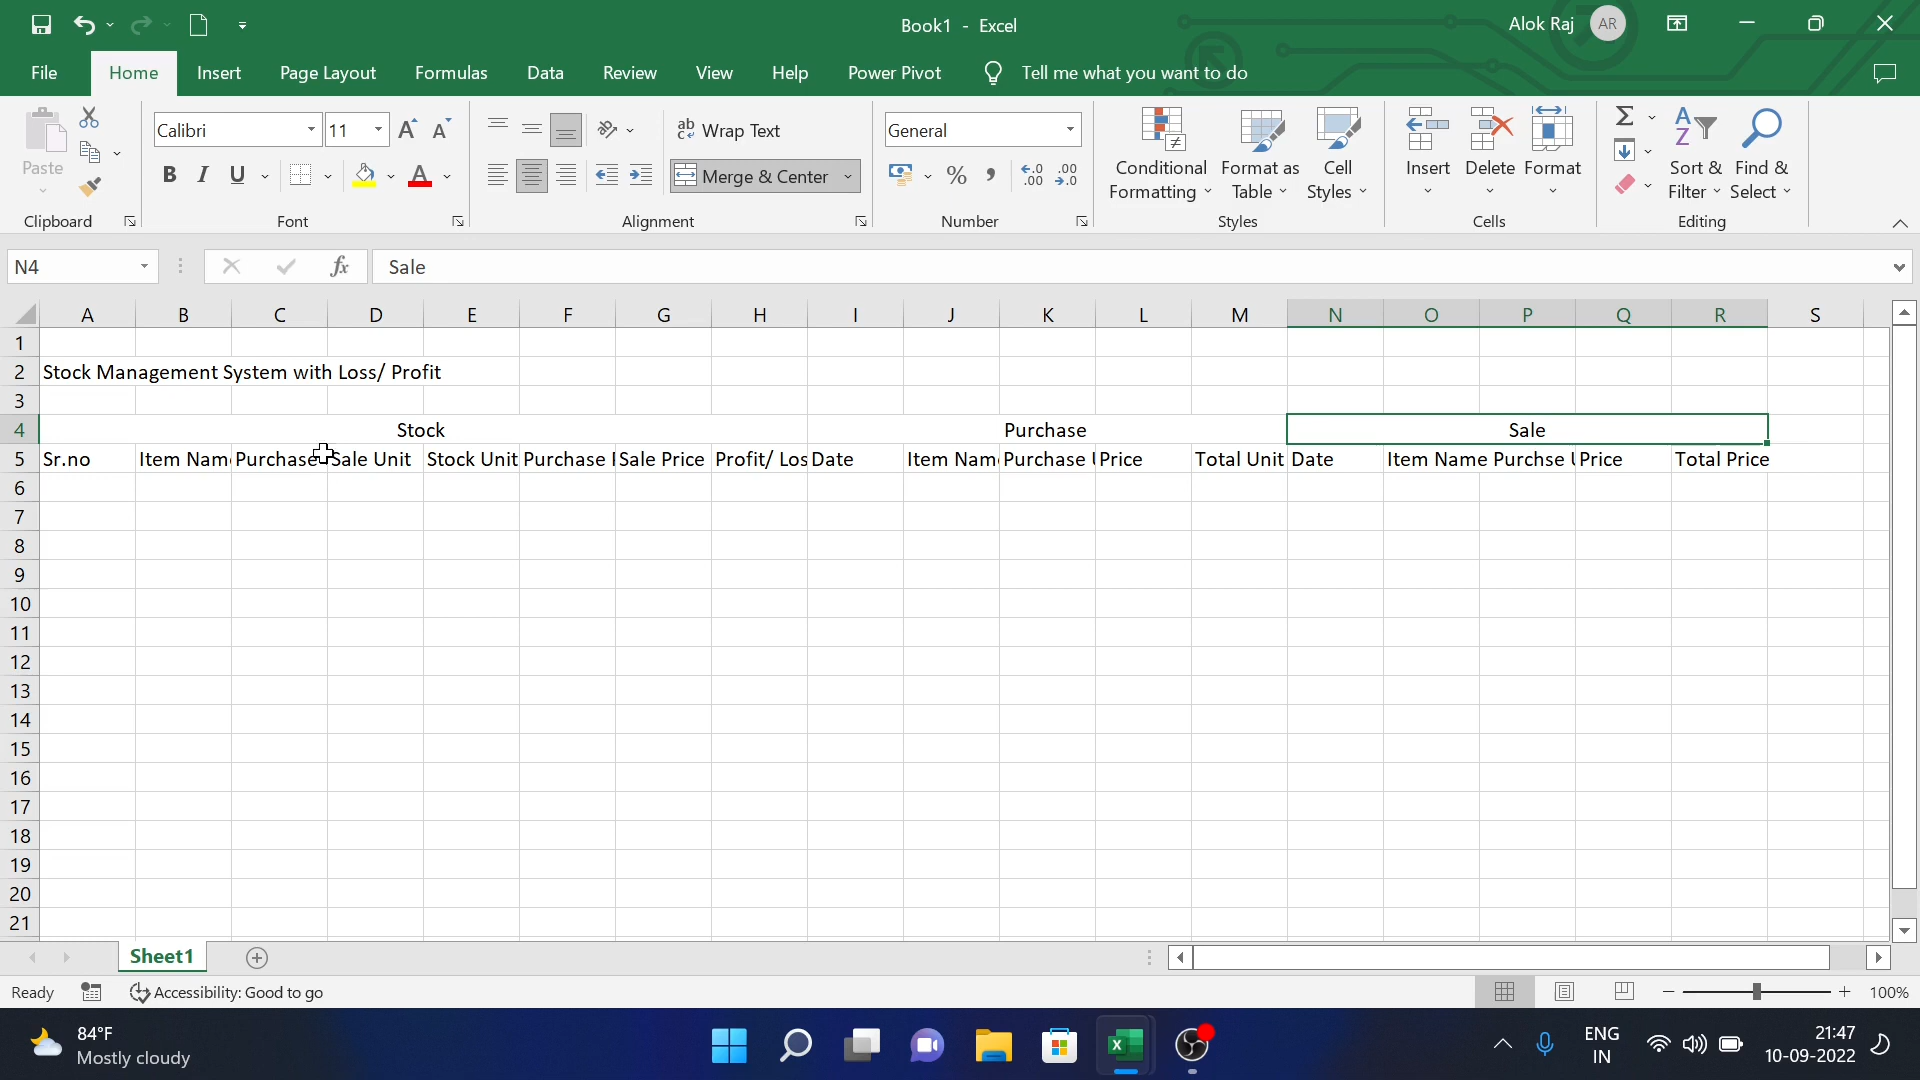 Book1 - Excel
Alok Raj AR
File Home Insert Page Layout Formulas Data Review View Help Power Pivot Tell me what you want to do
Calibri 11 ab Wrap Text General
Paste B I U Merge & Center % Conditional Formatting Format as Table Cell Styles Insert Delete Format Sort & Filter Find & Select
Clipboard Font Alignment Number Styles Cells Editing
N4 fx Sale
A B C D E F G H I J K L M N O P Q R S
1
2 Stock Management System with Loss/ Profit
3
4 Stock Purchase Sale
5 Sr.no Item Nam Purchase Sale Unit Stock Unit Purchase Sale Price Profit/ Los Date Item Nam Purchase Price Total Unit Date Item Name Purchse Price Total Price
6
7
8
9
10
11
12
13
14
15
16
17
18
19
20
21
Sheet1
Ready Accessibility: Good to go 100%
84°F
Mostly cloudy
ENG
IN
21:47
10-09-2022